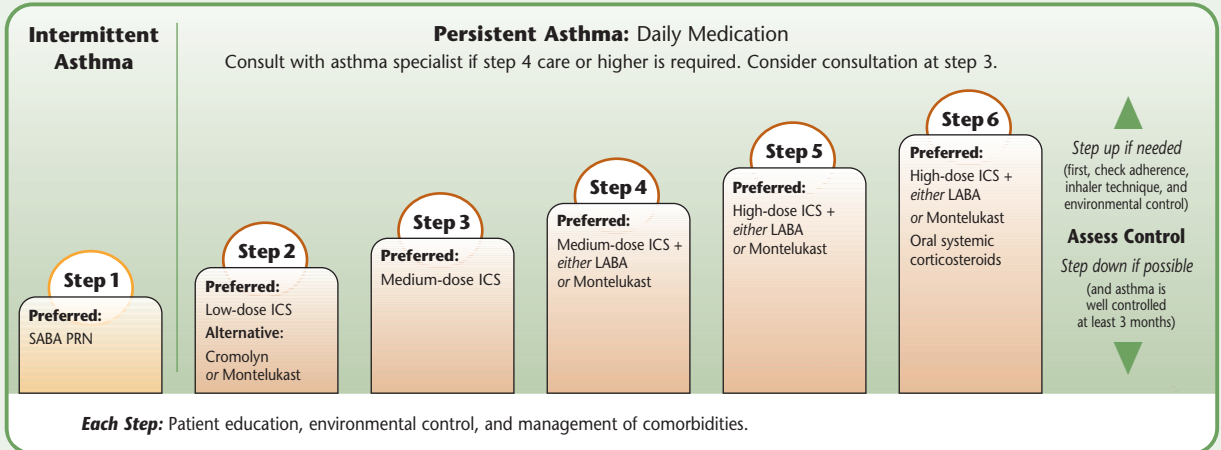 Intermittent
Asthma
Persistent Asthma: Daily Medication
Consult with asthma specialist if step 4 care or higher is required. Consider consultation at step 3.
Step 1
Preferred:
SABA PRN
Step 2
Preferred:
Low-dose ICS
Alternative:
Cromolyn
or Montelukast
Step 3
Preferred:
Medium-dose ICS
Step 4
Preferred:
Medium-dose ICS +
either LABA
or Montelukast
Step 5
Preferred:
High-dose ICS +
either LABA
or Montelukast
Step 6
Preferred:
High-dose ICS +
either LABA
or Montelukast
Oral systemic
corticosteroids
Step up if needed
(first, check adherence,
inhaler technique, and
environmental control)
Assess Control
Step down if possible
(and asthma is
well controlled
at least 3 months)
Each Step: Patient education, environmental control, and management of comorbidities.